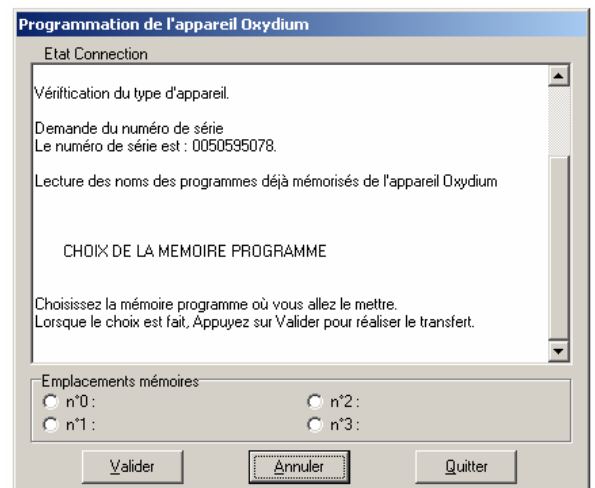 Programmation de l'appareil Oxydium
Etat Connection
Vériftication du type d'appareil.
Demande du numéro de série
Le numéro de série est : 0050595078.
Lecture des noms des programmes déjà mémorisés de l'appareil Oxydium
CHOIX DE LA MEMOIRE PROGRAMME
Choisissez la mémoire programme où vous allez le mettre.
Lorsque le choix est fait, Appuyez sur Valider pour réaliser le transfert.
Emplacements mémoires
n°0 : n°2 :
n°1 : n°3 :
Valider Annuler Quitter